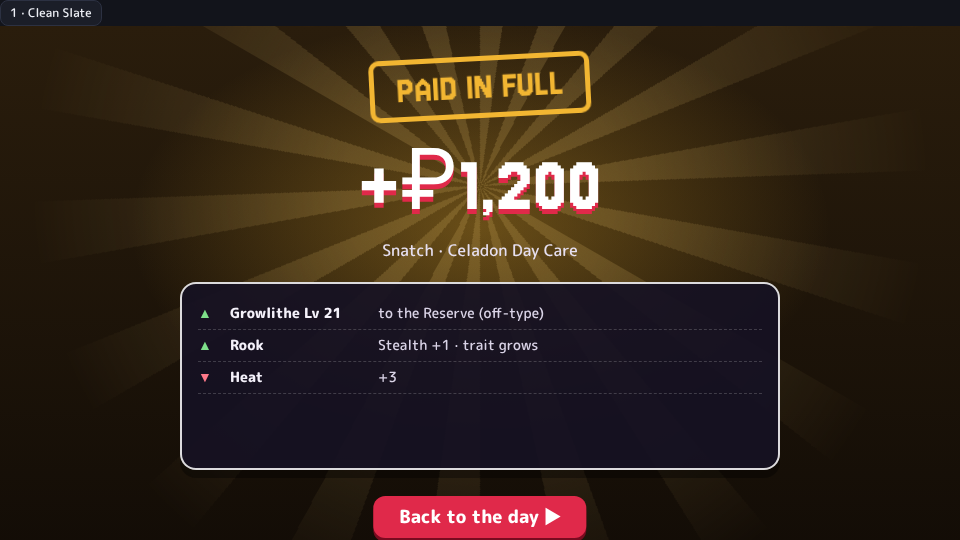 1 · Clean Slate
PAID IN FULL
+₽1,200
Snatch · Celadon Day Care
▲ Growlithe Lv 21 to the Reserve (off-type)
▲ Rook Stealth +1 · trait grows
▼ Heat +3
Back to the day ▶